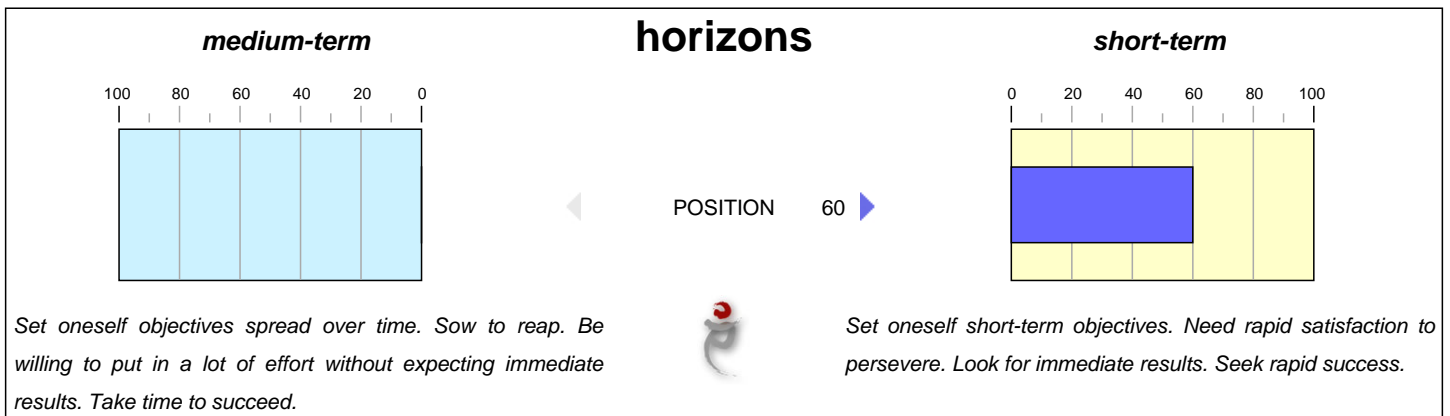 horizons
medium-term
short-term
100 80 60 40 20 0
0 20 40 60 80 100
POSITION 60
Set oneself objectives spread over time. Sow to reap. Be
willing to put in a lot of effort without expecting immediate
results. Take time to succeed.
Set oneself short-term objectives. Need rapid satisfaction to
persevere. Look for immediate results. Seek rapid success.